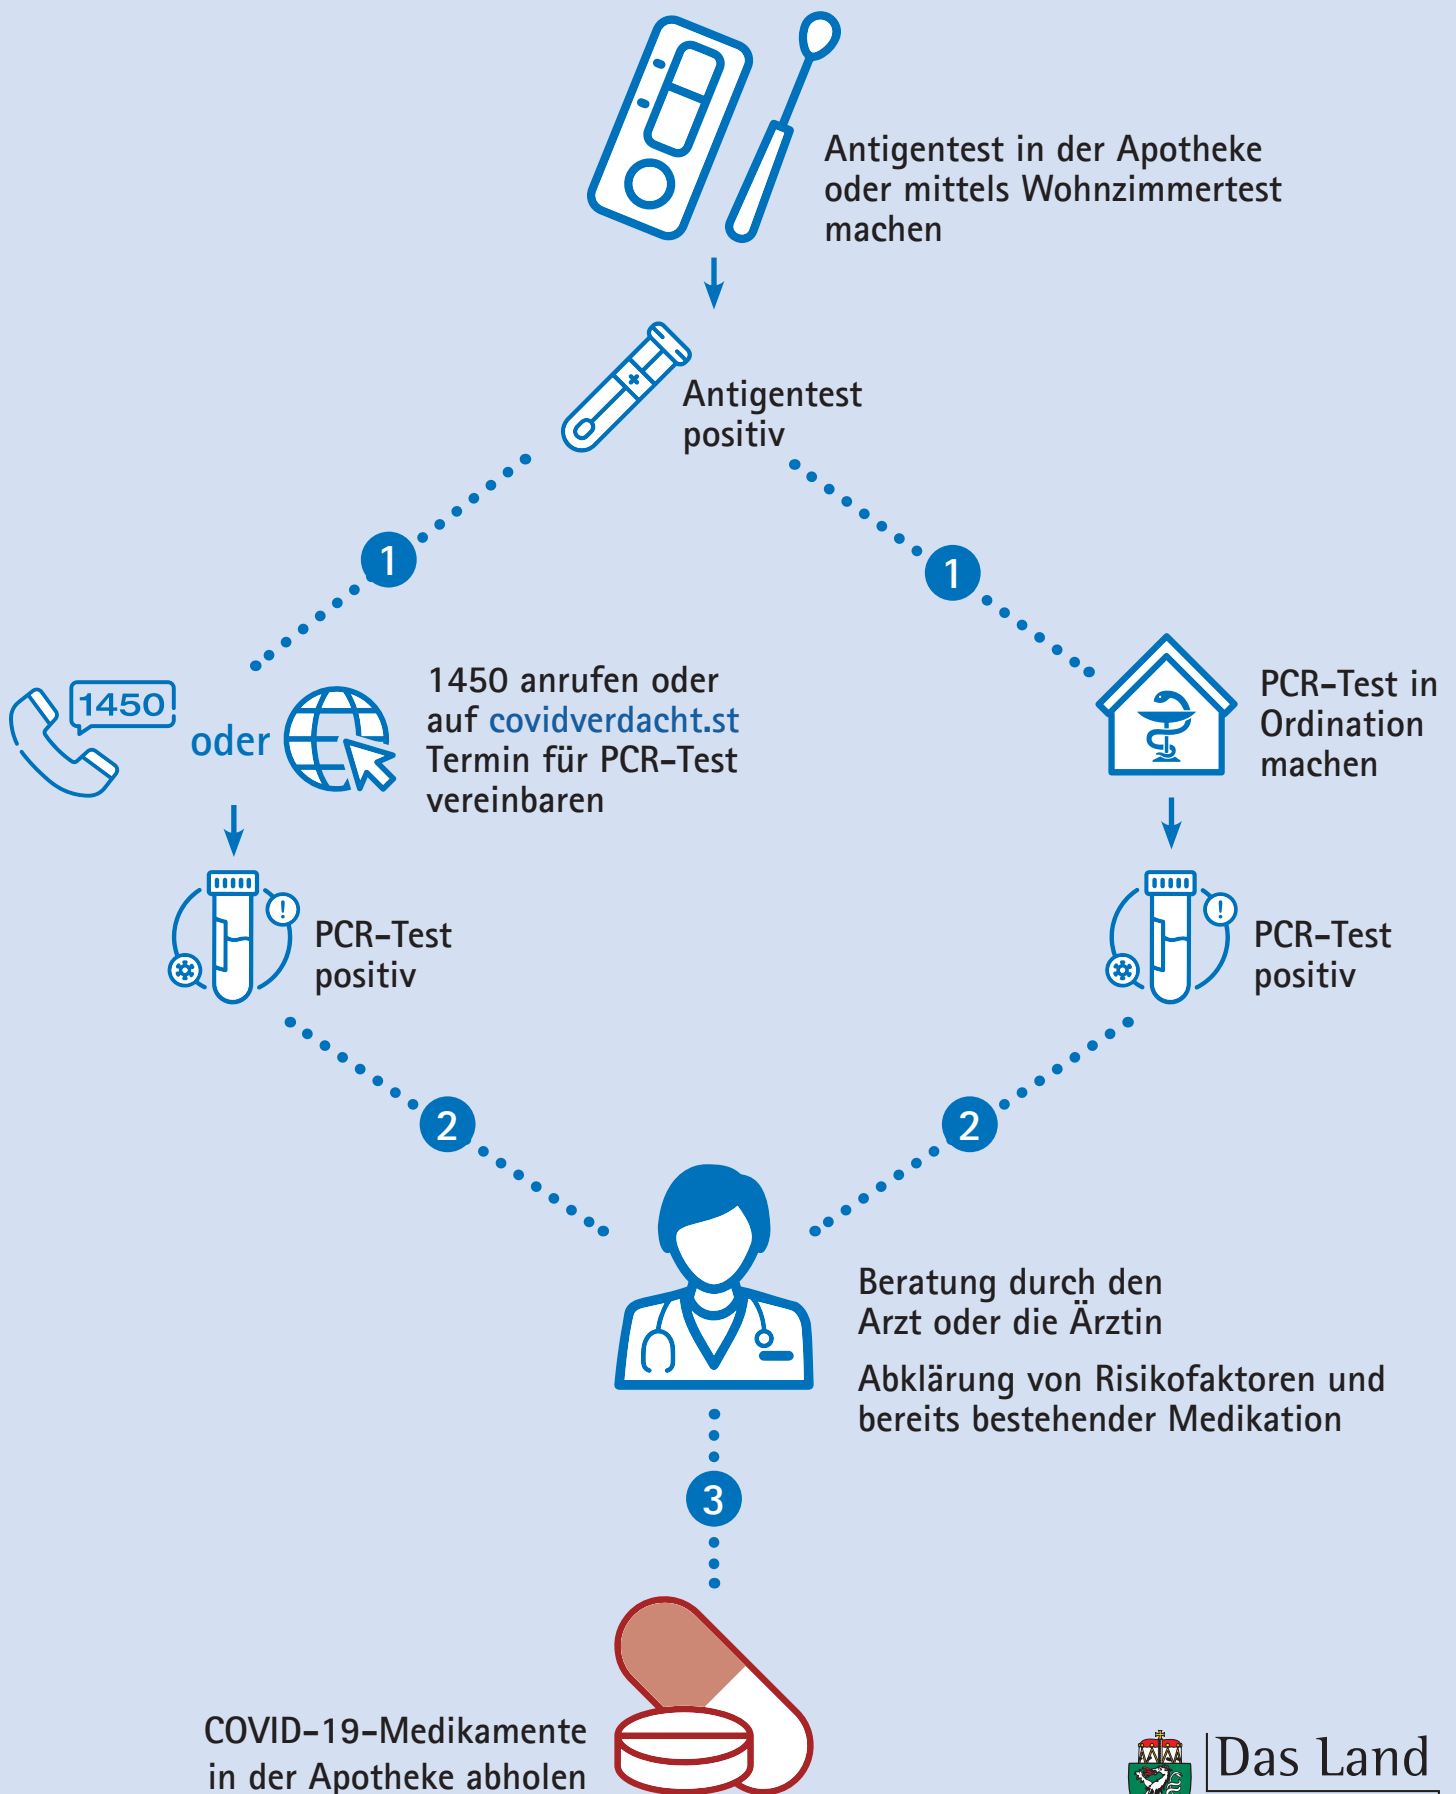 Antigentest in der Apotheke
oder mittels Wohnzimmertest
machen
Antigentest
positiv
1
1
1450
oder
1450 anrufen oder
auf covidverdacht.st
Termin für PCR-Test
vereinbaren
PCR-Test in
Ordination
machen
PCR-Test
positiv
PCR-Test
positiv
2
2
Beratung durch den
Arzt oder die Ärztin
Abklärung von Risikofaktoren und
bereits bestehender Medikation
3
COVID-19-Medikamente
in der Apotheke abholen
Das Land